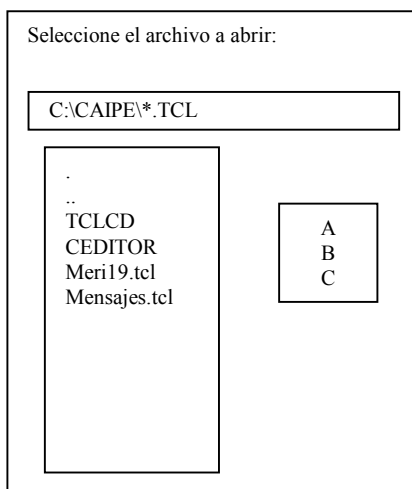 Seleccione el archivo a abrir:
C:\CAIPE\*.TCL
.
..
TCLCD
CEDITOR
Meri19.tcl
Mensajes.tcl
A
B
C